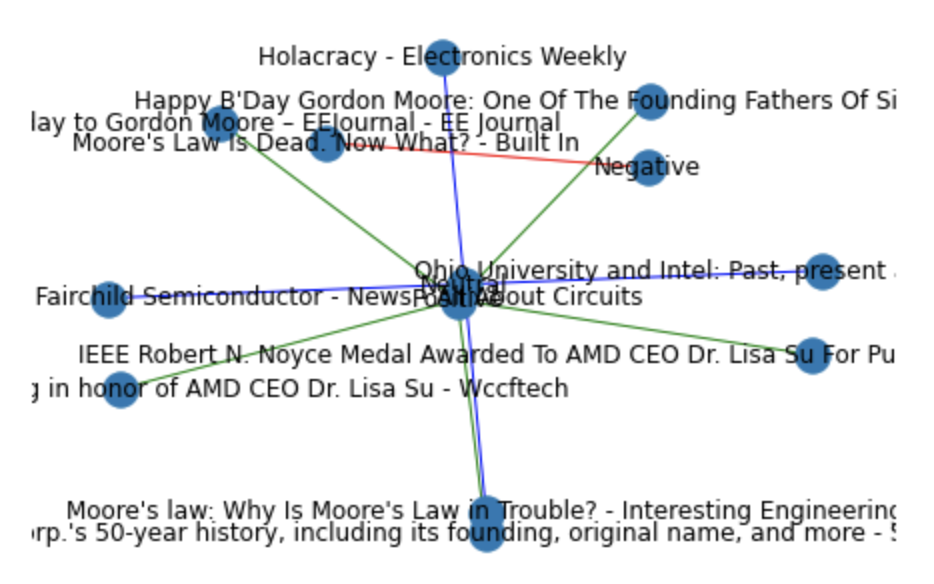 Holacracy - Electronics Weekly
Happy B'Day Gordon Moore: One Of The Founding Fathers Of Si
lay to Gordon Moore – EEJournal - EE Journal
Moore's Law Is Dead. Now What? - Built In
Negative
Ohio University and Intel: Past, present
Neutral
Fairchild Semiconductor - News - All About Circuits
Positive
IEEE Robert N. Noyce Medal Awarded To AMD CEO Dr. Lisa Su For Pu
g in honor of AMD CEO Dr. Lisa Su - Wccftech
Moore's law: Why Is Moore's Law in Trouble? - Interesting Engineering
rp.'s 50-year history, including its founding, original name, and more -